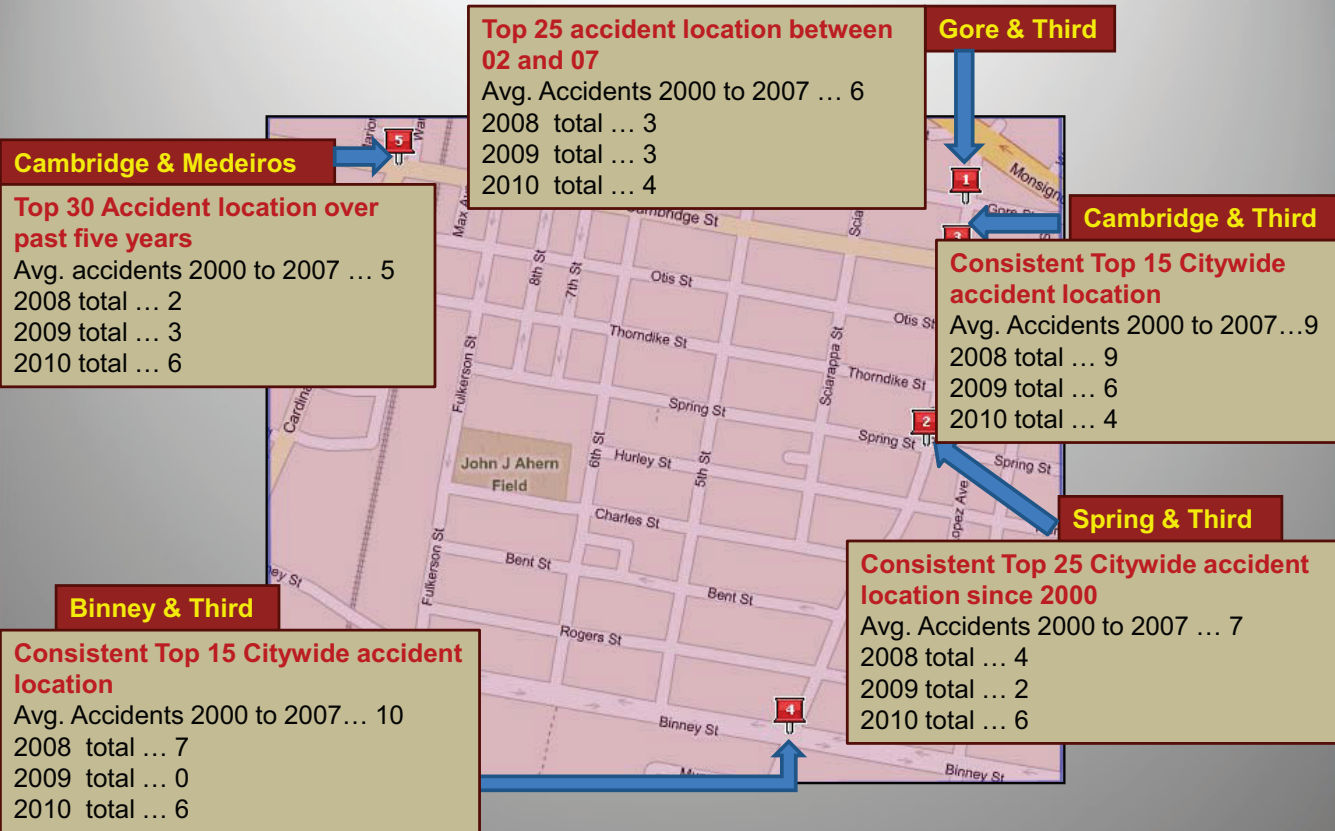 Top 25 accident location between
02 and 07
Avg. Accidents 2000 to 2007 … 6
2008 total … 3
2009 total … 3
2010 total … 4
Gore & Third
Cambridge & Medeiros
Top 30 Accident location over
past five years
Avg. accidents 2000 to 2007 … 5
2008 total … 2
2009 total … 3
2010 total … 6
Cambridge & Third
Consistent Top 15 Citywide
accident location
Avg. Accidents 2000 to 2007…9
2008 total … 9
2009 total … 6
2010 total … 4
Spring & Third
Consistent Top 25 Citywide accident
location since 2000
Avg. Accidents 2000 to 2007 … 7
2008 total … 4
2009 total … 2
2010 total … 6
Binney & Third
Consistent Top 15 Citywide accident
location
Avg. Accidents 2000 to 2007… 10
2008 total … 7
2009 total … 0
2010 total … 6
5
1
3
2
4
Max Av
8th St
7th St
Otis St
Otis St
Thorndike St
Thorndike St
Sciarappa St
Fulkerson St
Spring St
Spring St
Spring St
John J Ahern
Field
6th St
Hurley St
5th St
Charles St
Bent St
Bent St
Fulkerson St
Rogers St
Binney St
Binney St